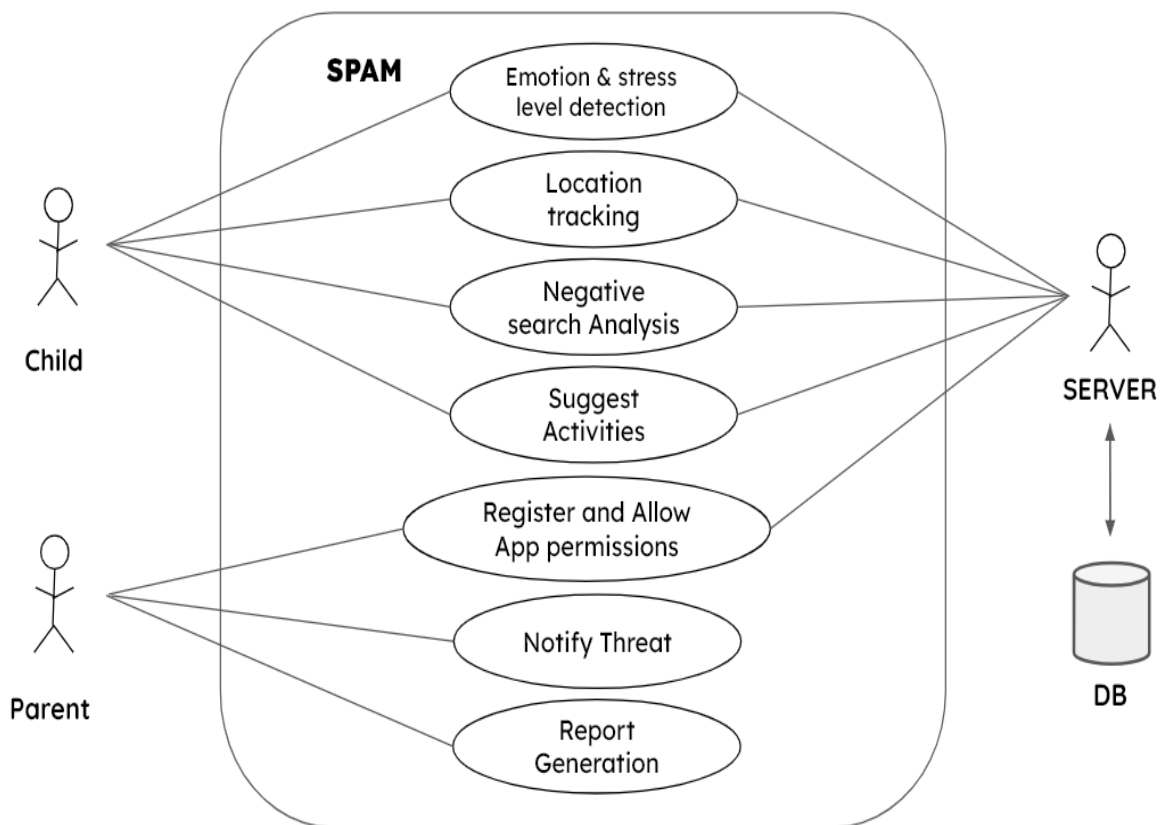 SPAM
Emotion & stress
level detection
Location
tracking
Negative
search Analysis
Suggest
Activities
Register and Allow
App permissions
Notify Threat
Report
Generation
Child
Parent
SERVER
DB